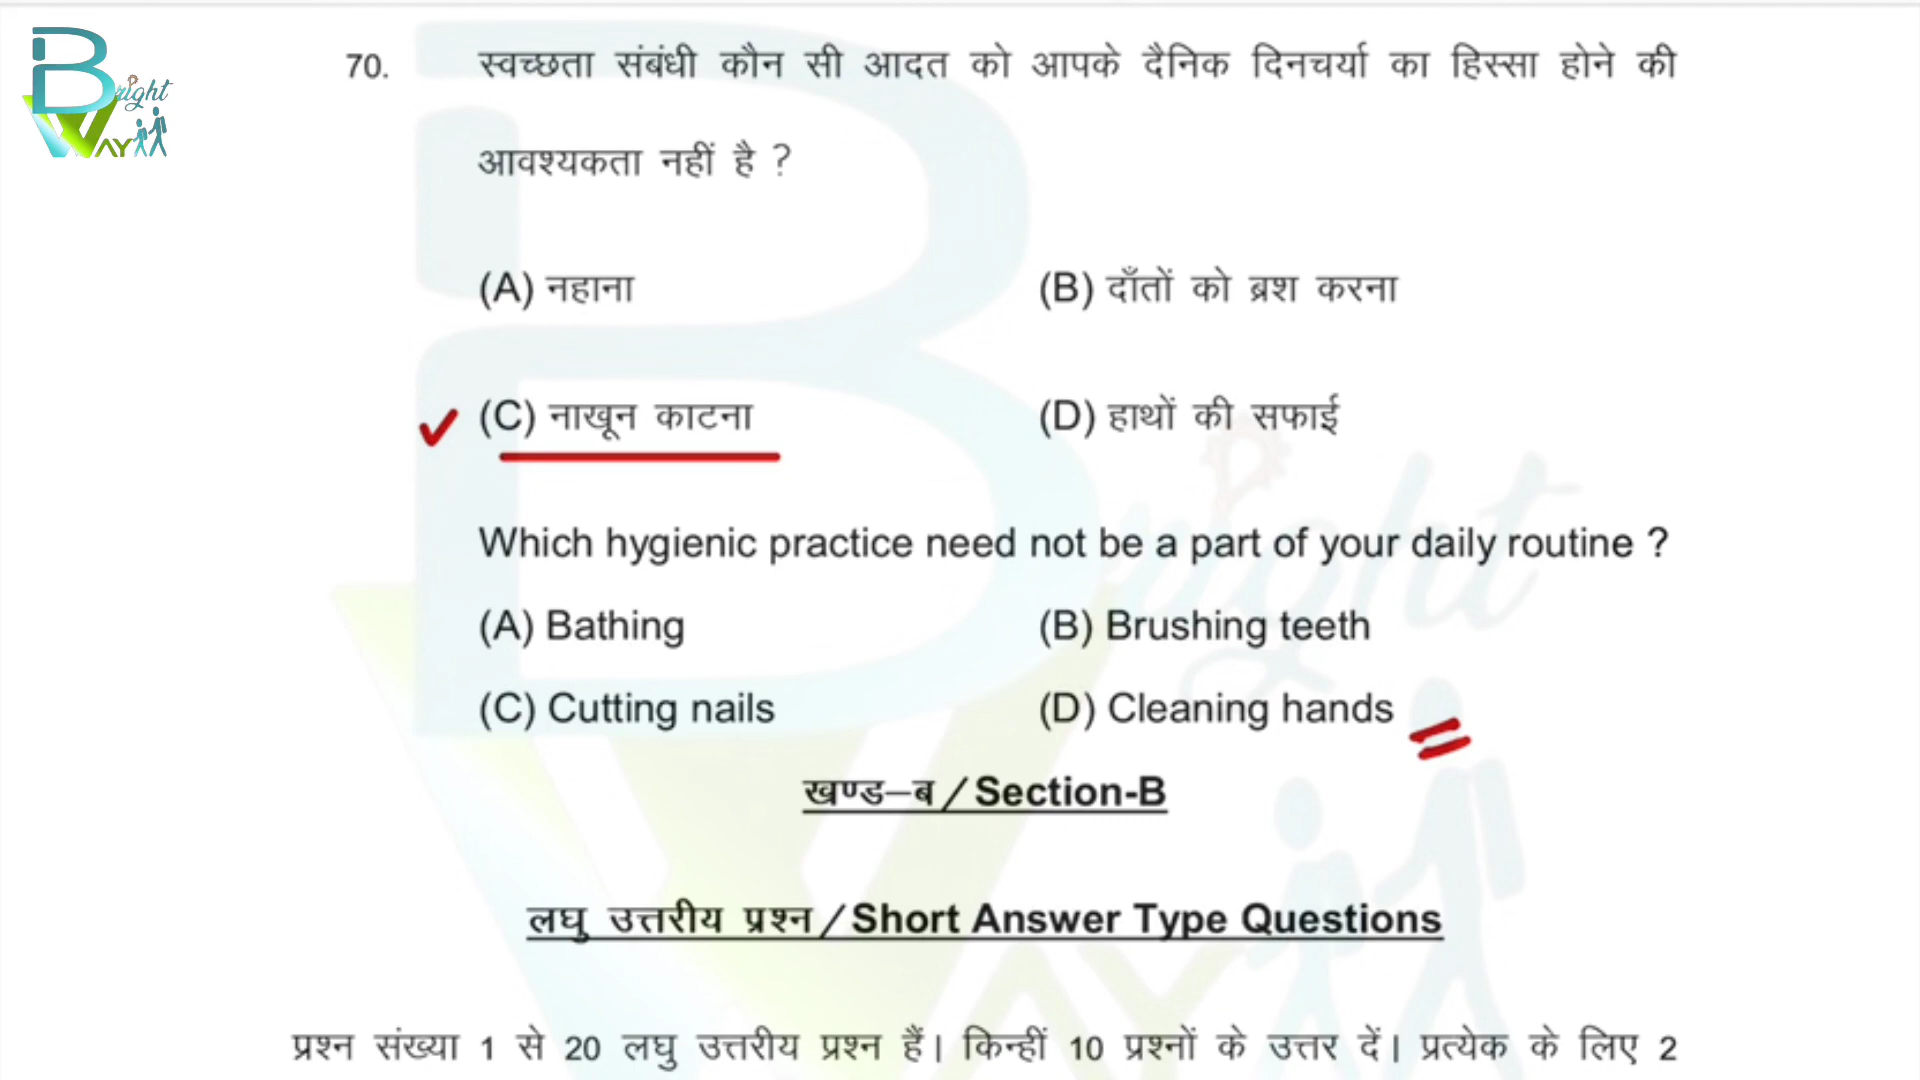 Bright
WAY
70. स्वच्छता संबंधी कौन सी आदत को आपके दैनिक दिनचर्या का हिस्सा होने की
आवश्यकता नहीं है ?
(A) नहाना (B) दाँतों को ब्रश करना
(C) नाखून काटना (D) हाथों की सफाई
Which hygienic practice need not be a part of your daily routine ?
(A) Bathing (B) Brushing teeth
(C) Cutting nails (D) Cleaning hands
खण्ड–ब / Section-B
लघु उत्तरीय प्रश्न / Short Answer Type Questions
प्रश्न संख्या 1 से 20 लघु उत्तरीय प्रश्न हैं। किन्हीं 10 प्रश्नों के उत्तर दें। प्रत्येक के लिए 2